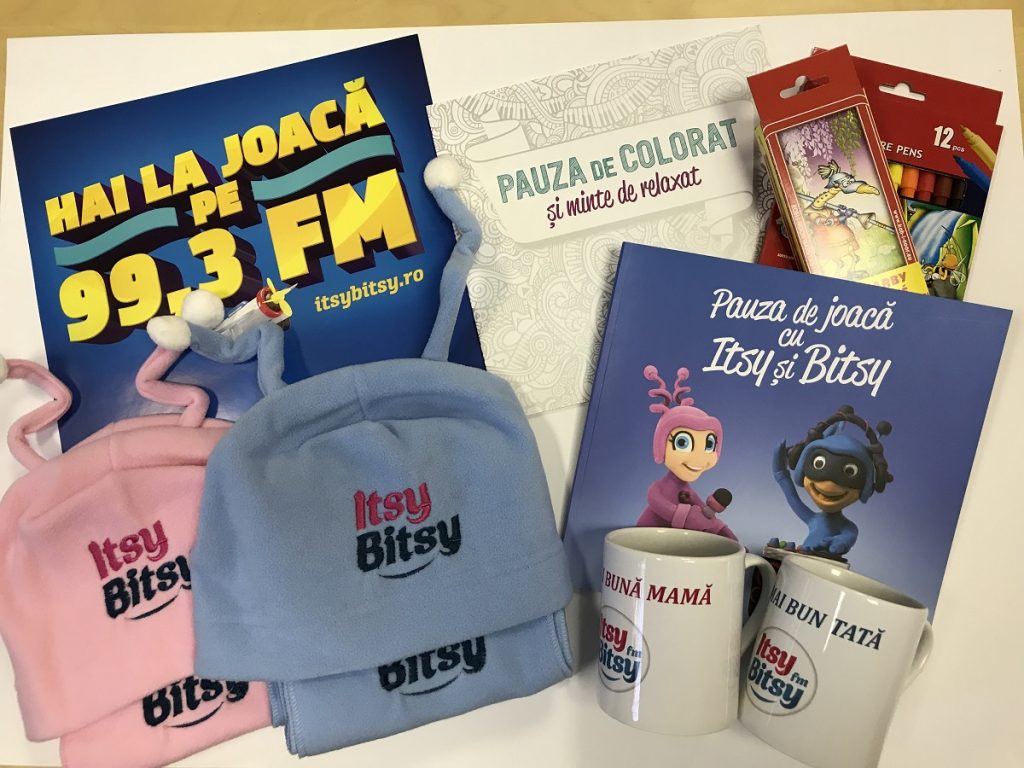 HAI LA JOACĂ
PE
99,3 FM
itsybitsy.ro
PAUZA DE COLORAT
și minte de relaxat
12 pcs
PENS
Pauza de joacă
cu
Itsy și Bitsy
Itsy
Bitsy
Itsy
Bitsy
Bitsy
Bitsy
BUNĂ MAMĂ
Itsy fm
Bitsy
BUN TATĂ
Itsy fm
Bitsy